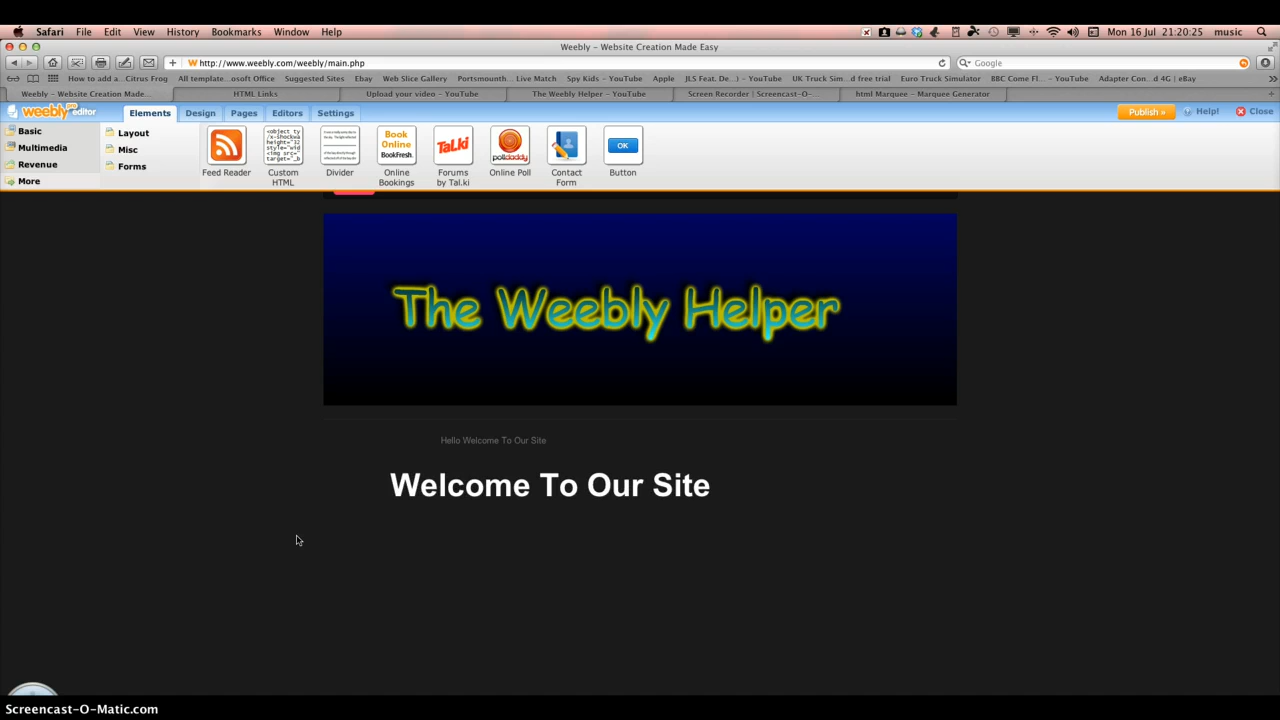 Safari File Edit View History Bookmarks Window Help Mon 16 Jul 21:20:25 music
Weebly – Website Creation Made Easy
http://www.weebly.com/weebly/main.php Google
How to add a...Citrus Frog All template...osoft Office Suggested Sites Ebay Web Slice Gallery Portsmouth... Live Match Spy Kids – YouTube Apple JLS Feat. De...) – YouTube UK Truck Sim...d free trial Euro Truck Simulator BBC Come Fl... – YouTube Adapter Con...d 4G | eBay
Weebly – Website Creation Made... HTML Links Upload your video – YouTube The Weebly Helper – YouTube Screen Recorder | Screencast-O-... html Marquee – Marquee Generator
weebly pro editor Elements Design Pages Editors Settings Publish » Help! Close
Basic
Multimedia
Revenue
More
Layout
Misc
Forms
Feed Reader
Custom
HTML
Divider
Book
Online
BookFresh.
Online
Bookings
Talki
Forums
by Tal.ki
polldaddy
Online Poll
Contact
Form
OK
Button
The Weebly Helper
Hello Welcome To Our Site
Welcome To Our Site
Screencast-O-Matic.com